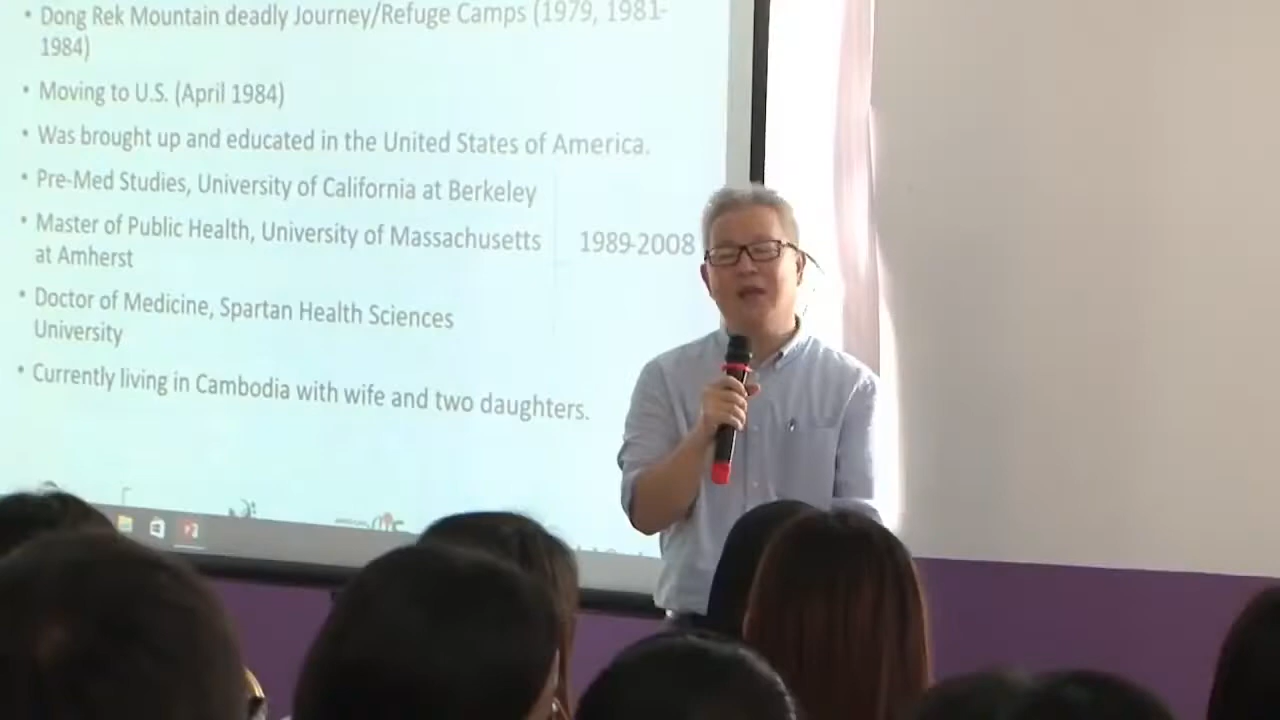 • Dong Rek Mountain deadly Journey/Refuge Camps (1979, 1981-
1984)
• Moving to U.S. (April 1984)
• Was brought up and educated in the United States of America.
• Pre-Med Studies, University of California at Berkeley
• Master of Public Health, University of Massachusetts
at Amherst
1989-2008
• Doctor of Medicine, Spartan Health Sciences
University
• Currently living in Cambodia with wife and two daughters.